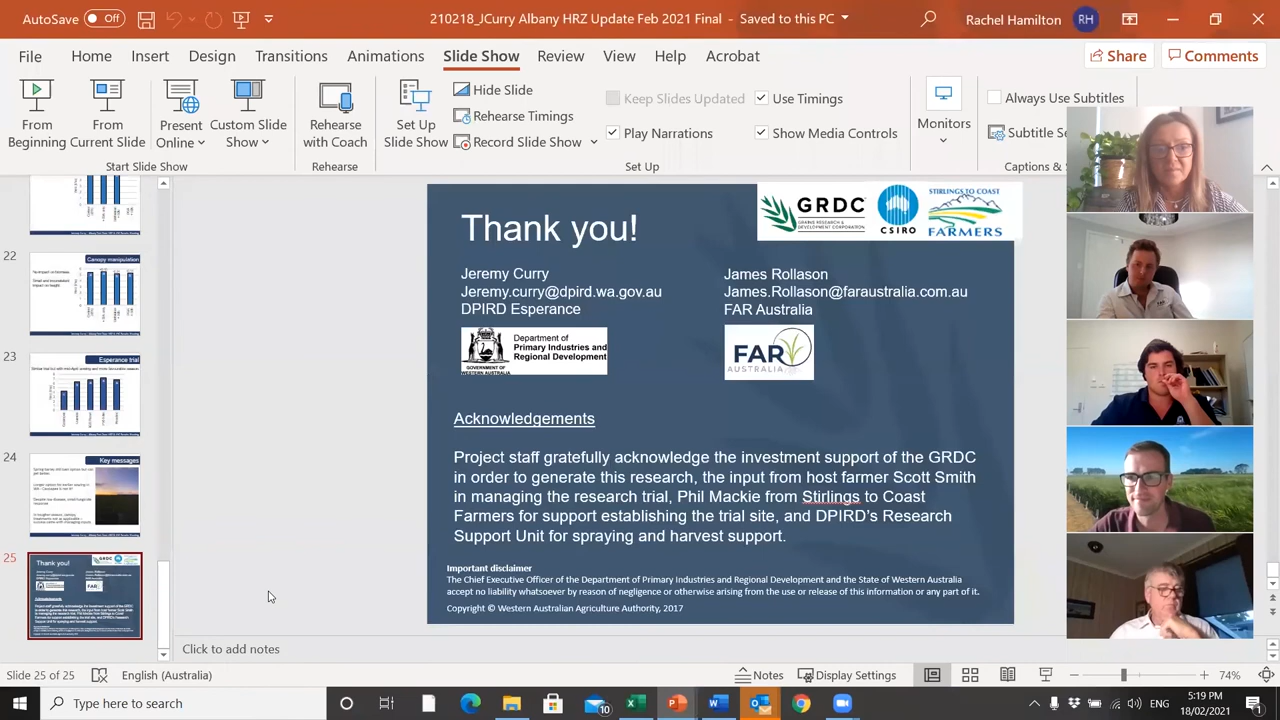 AutoSave Off
210218_JCurry Albany HRZ Update Feb 2021 Final - Saved to this PC
Rachel Hamilton RH
File Home Insert Design Transitions Animations Slide Show Review View Help Acrobat
Share Comments
From Beginning
From Current Slide
Present Online
Custom Slide Show
Start Slide Show
Rehearse with Coach
Rehearse
Set Up Slide Show
Hide Slide
Rehearse Timings
Record Slide Show
Keep Slides Updated
Play Narrations
Use Timings
Show Media Controls
Set Up
Monitors
Always Use Subtitles
Subtitle Se
Captions &
22
Canopy manipulation
23
Esperance trial
24
Key messages
25
Thank you!
GRDC
GRAINS RESEARCH & DEVELOPMENT CORPORATION
CSIRO
STIRLINGS TO COAST
FARMERS
Thank you!
Jeremy Curry
Jeremy.curry@dpird.wa.gov.au
DPIRD Esperance
Department of
Primary Industries and
Regional Development
GOVERNMENT OF
WESTERN AUSTRALIA
James Rollason
James.Rollason@faraustralia.com.au
FAR Australia
FAR
AUSTRALIA
Acknowledgements
Project staff gratefully acknowledge the investment support of the GRDC
in order to generate this research, the input from host farmer Scott Smith
in managing the research trial, Phil Mackie from Stirlings to Coast
Farmers for support establishing the trial site, and DPIRD's Research
Support Unit for spraying and harvest support.
Important disclaimer
The Chief Executive Officer of the Department of Primary Industries and Regional Development and the State of Western Australia
accept no liability whatsoever by reason of negligence or otherwise arising from the use or release of this information or any part of it.
Copyright © Western Australian Agriculture Authority, 2017
Click to add notes
Slide 25 of 25 English (Australia)
Notes Display Settings 74%
Type here to search
10
ENG
5:19 PM
18/02/2021
1